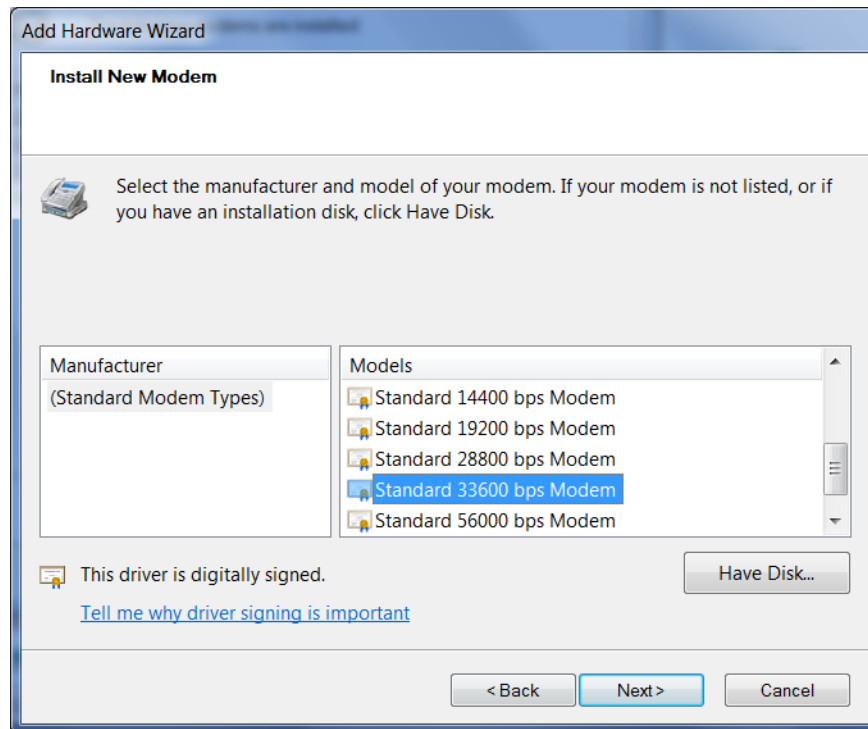 Add Hardware Wizard
Install New Modem
Select the manufacturer and model of your modem. If your modem is not listed, or if
you have an installation disk, click Have Disk.
Manufacturer
(Standard Modem Types)
Models
Standard 14400 bps Modem
Standard 19200 bps Modem
Standard 28800 bps Modem
Standard 33600 bps Modem
Standard 56000 bps Modem
This driver is digitally signed.
Have Disk...
Tell me why driver signing is important
< Back
Next >
Cancel